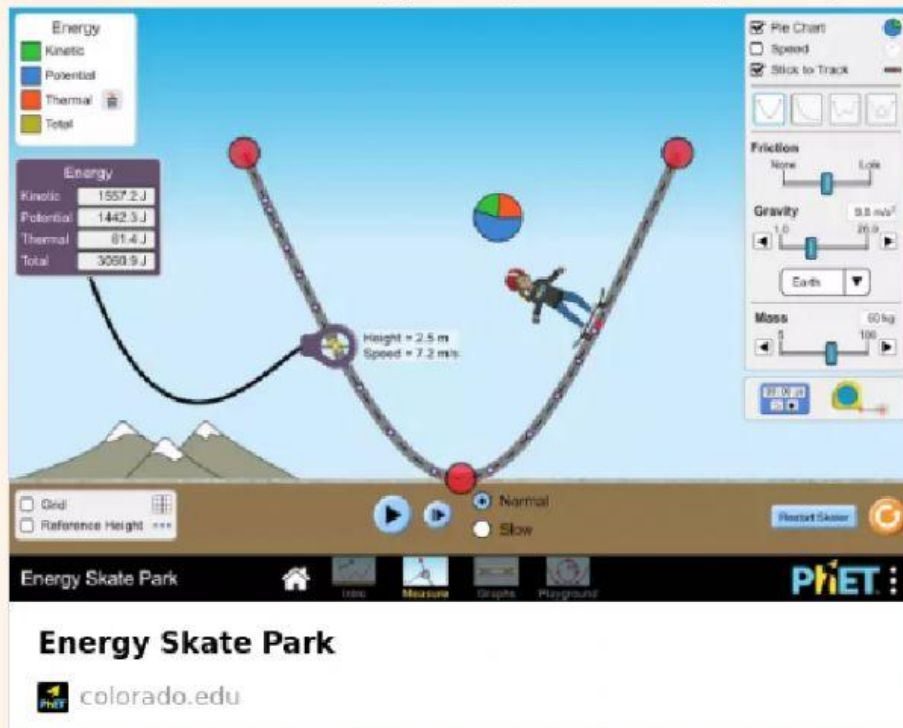 Energy
Kinetic
Potential
Thermal
Total
Energy
Kinetic 1557.2 J
Potential 1442.3 J
Thermal 61.4 J
Total 3060.9 J
Height = 2.5 m
Speed = 7.2 m/s
Pie Chart
Speed
Stick to Track
Friction
None Lots
Gravity 9.8 m/s²
1.0 26.0
Earth
Mass 60 kg
5 100
Grid
Reference Height
Normal
Slow
Restart Skater
Energy Skate Park
Intro
Measure
Graphs
Playground
PhET
Energy Skate Park
PhET
colorado.edu